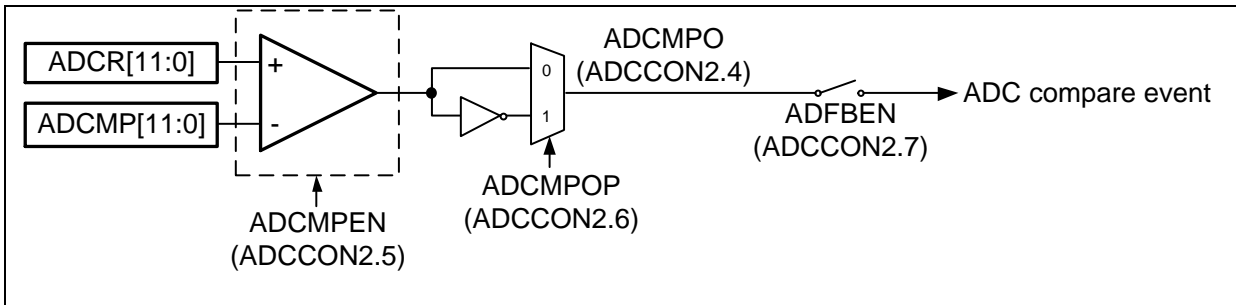 ADCR[11:0]
ADCMP[11:0]
+
-
ADCMPEN
(ADCCON2.5)
0
1
ADCMPOP
(ADCCON2.6)
ADCMPO
(ADCCON2.4)
ADFBEN
(ADCCON2.7)
ADC compare event